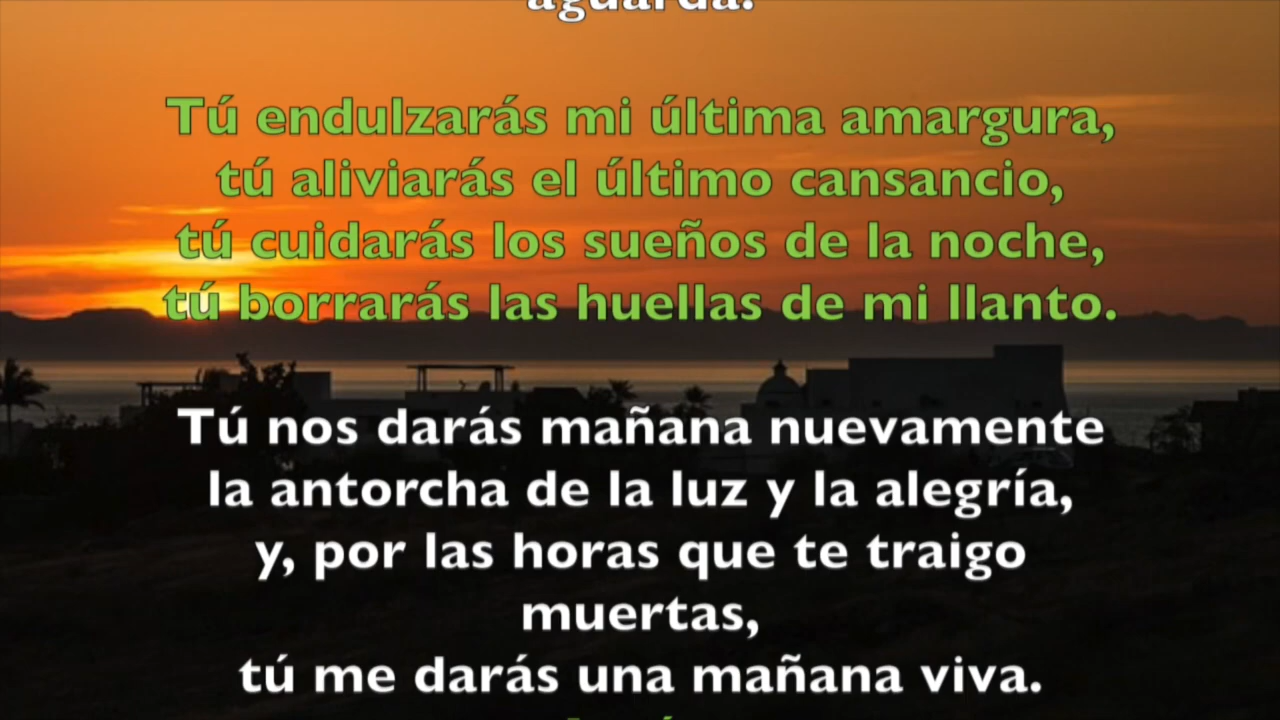 aguarda.
Tú endulzarás mi última amargura,
tú aliviarás el último cansancio,
tú cuidarás los sueños de la noche,
tú borrarás las huellas de mi llanto.
Tú nos darás mañana nuevamente
la antorcha de la luz y la alegría,
y, por las horas que te traigo
muertas,
tú me darás una mañana viva.